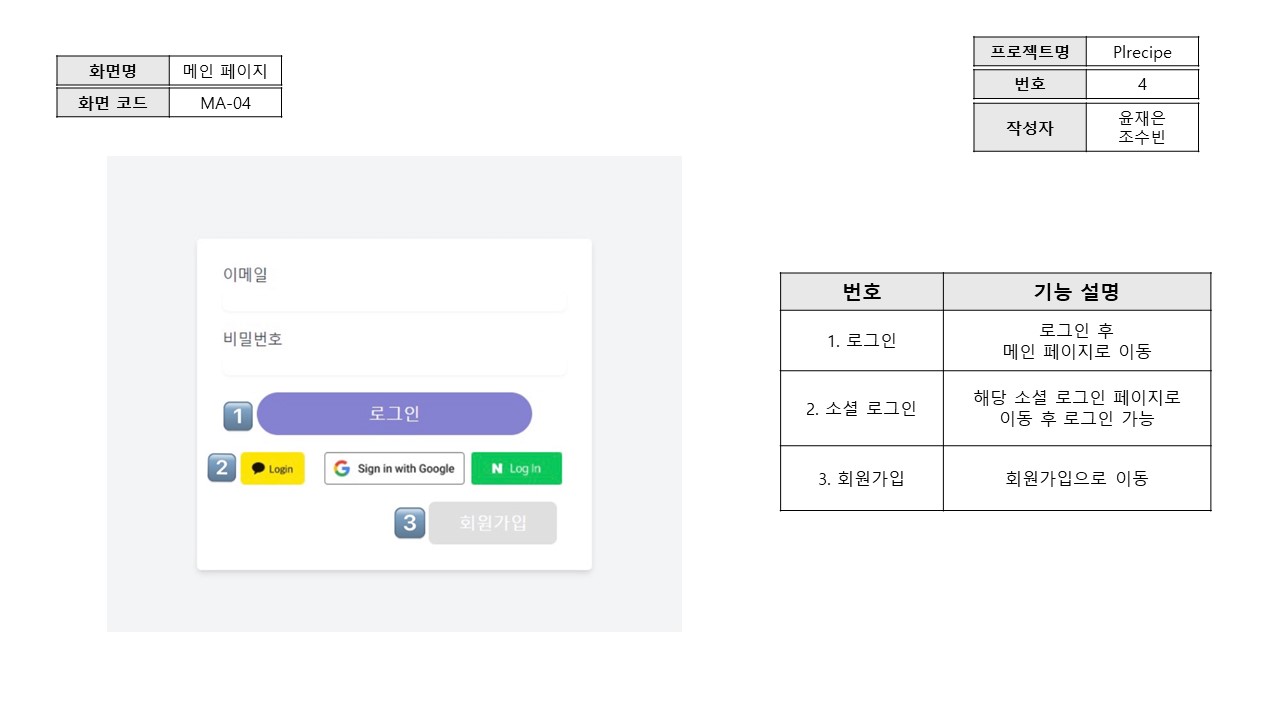 화면명 메인 페이지
화면 코드 MA-04
프로젝트명 Plrecipe
번호 4
작성자 윤재은
조수빈
이메일
비밀번호
1 로그인
2 Login Sign in with Google N Log in
3 회원가입
번호 기능 설명
1. 로그인 로그인 후
메인 페이지로 이동
2. 소셜 로그인 해당 소셜 로그인 페이지로
이동 후 로그인 가능
3. 회원가입 회원가입으로 이동